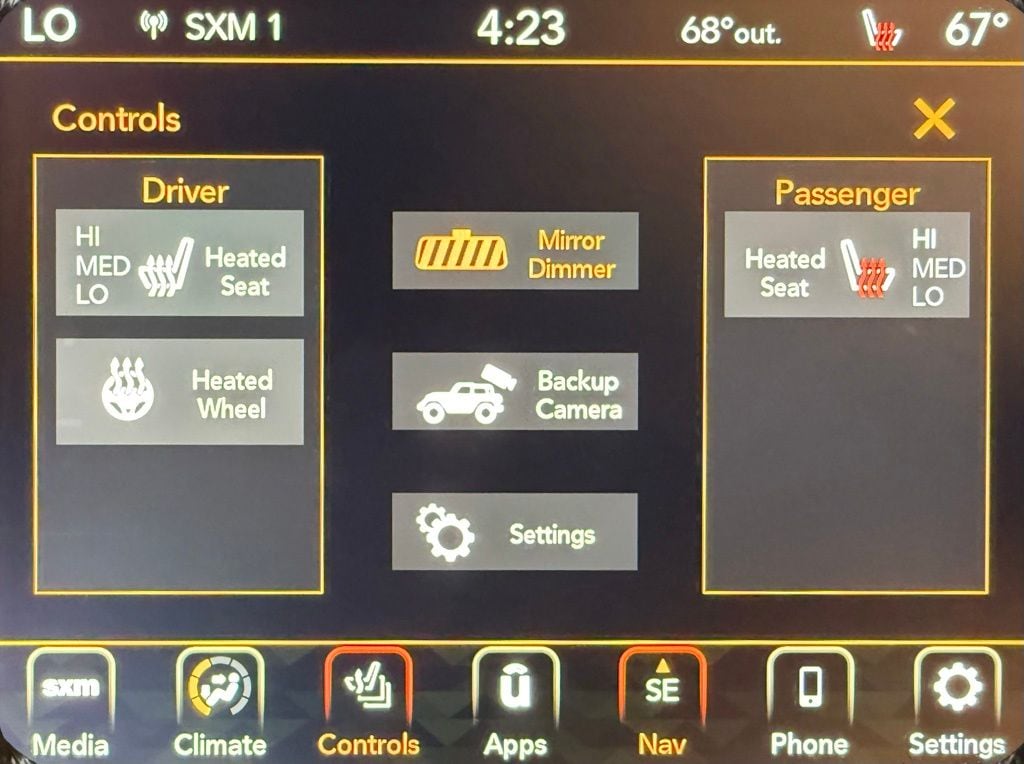 LO SXM 1 4:23 68° out. 67°
Controls
Driver
HI
MED
LO
Heated
Seat
Heated
Wheel
Mirror
Dimmer
Backup
Camera
Settings
Passenger
Heated
Seat
HI
MED
LO
sxm
Media
Climate
Controls
u
Apps
SE
Nav
Phone
Settings